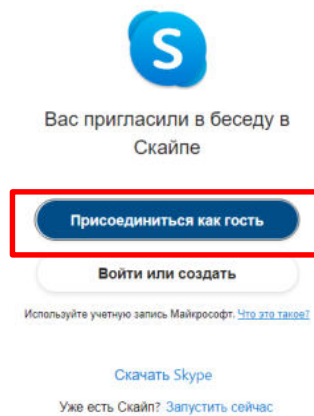 S
Вас пригласили в беседу в
Скайпе
Присоединиться как гость
Войти или создать
Используйте учетную запись Майкрософт. Что это такое?
Скачать Skype
Уже есть Скайп? Запустить сейчас